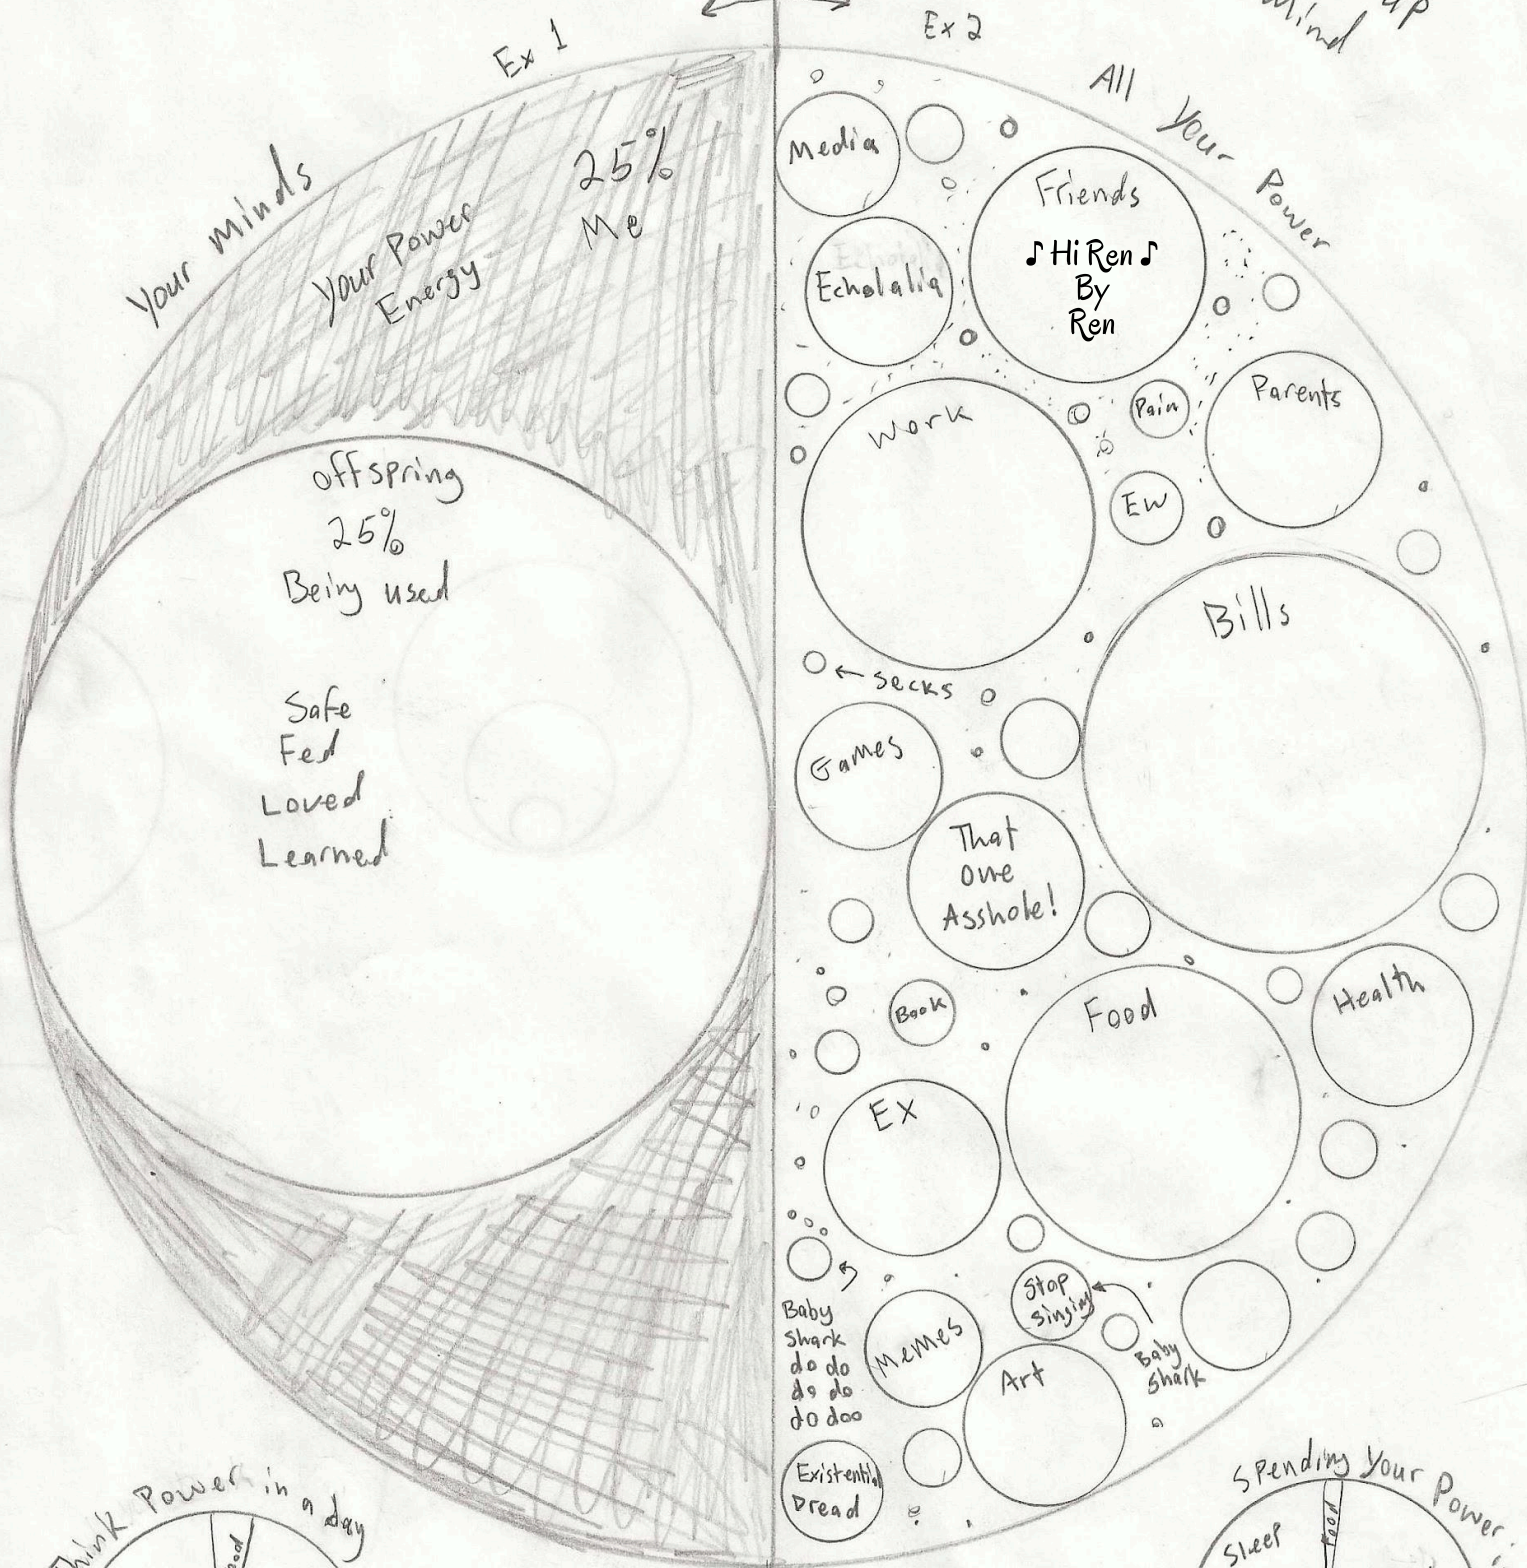 up
Mind
Ex 1
Your minds
25%
Me
Your Power
Energy
offspring
25%
Being used
Safe
Fed
Loved
Learned
Ex 2
All Your Power
Media
Echolalia
Friends
♪ Hi Ren ♪
By
Ren
Work
Pain
Parents
EW
Bills
← secks
Games
That
one
Asshole!
Book
Food
Health
Ex
Stop
Singing
Baby
Shark
do do
do do
do doo
Memes
Baby
Shark
Art
Existential
Dread
Think Power in a day
Spending Your Power
Sleep
Food